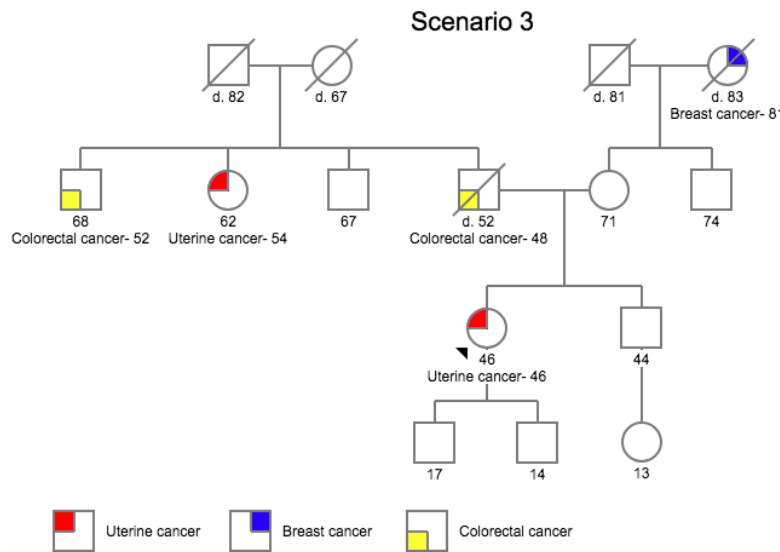 Scenario 3
d. 82
d. 67
d. 81
d. 83
Breast cancer- 81
68
Colorectal cancer- 52
62
Uterine cancer- 54
67
d. 52
Colorectal cancer- 48
71
74
46
Uterine cancer- 46
44
17
14
13
Uterine cancer
Breast cancer
Colorectal cancer